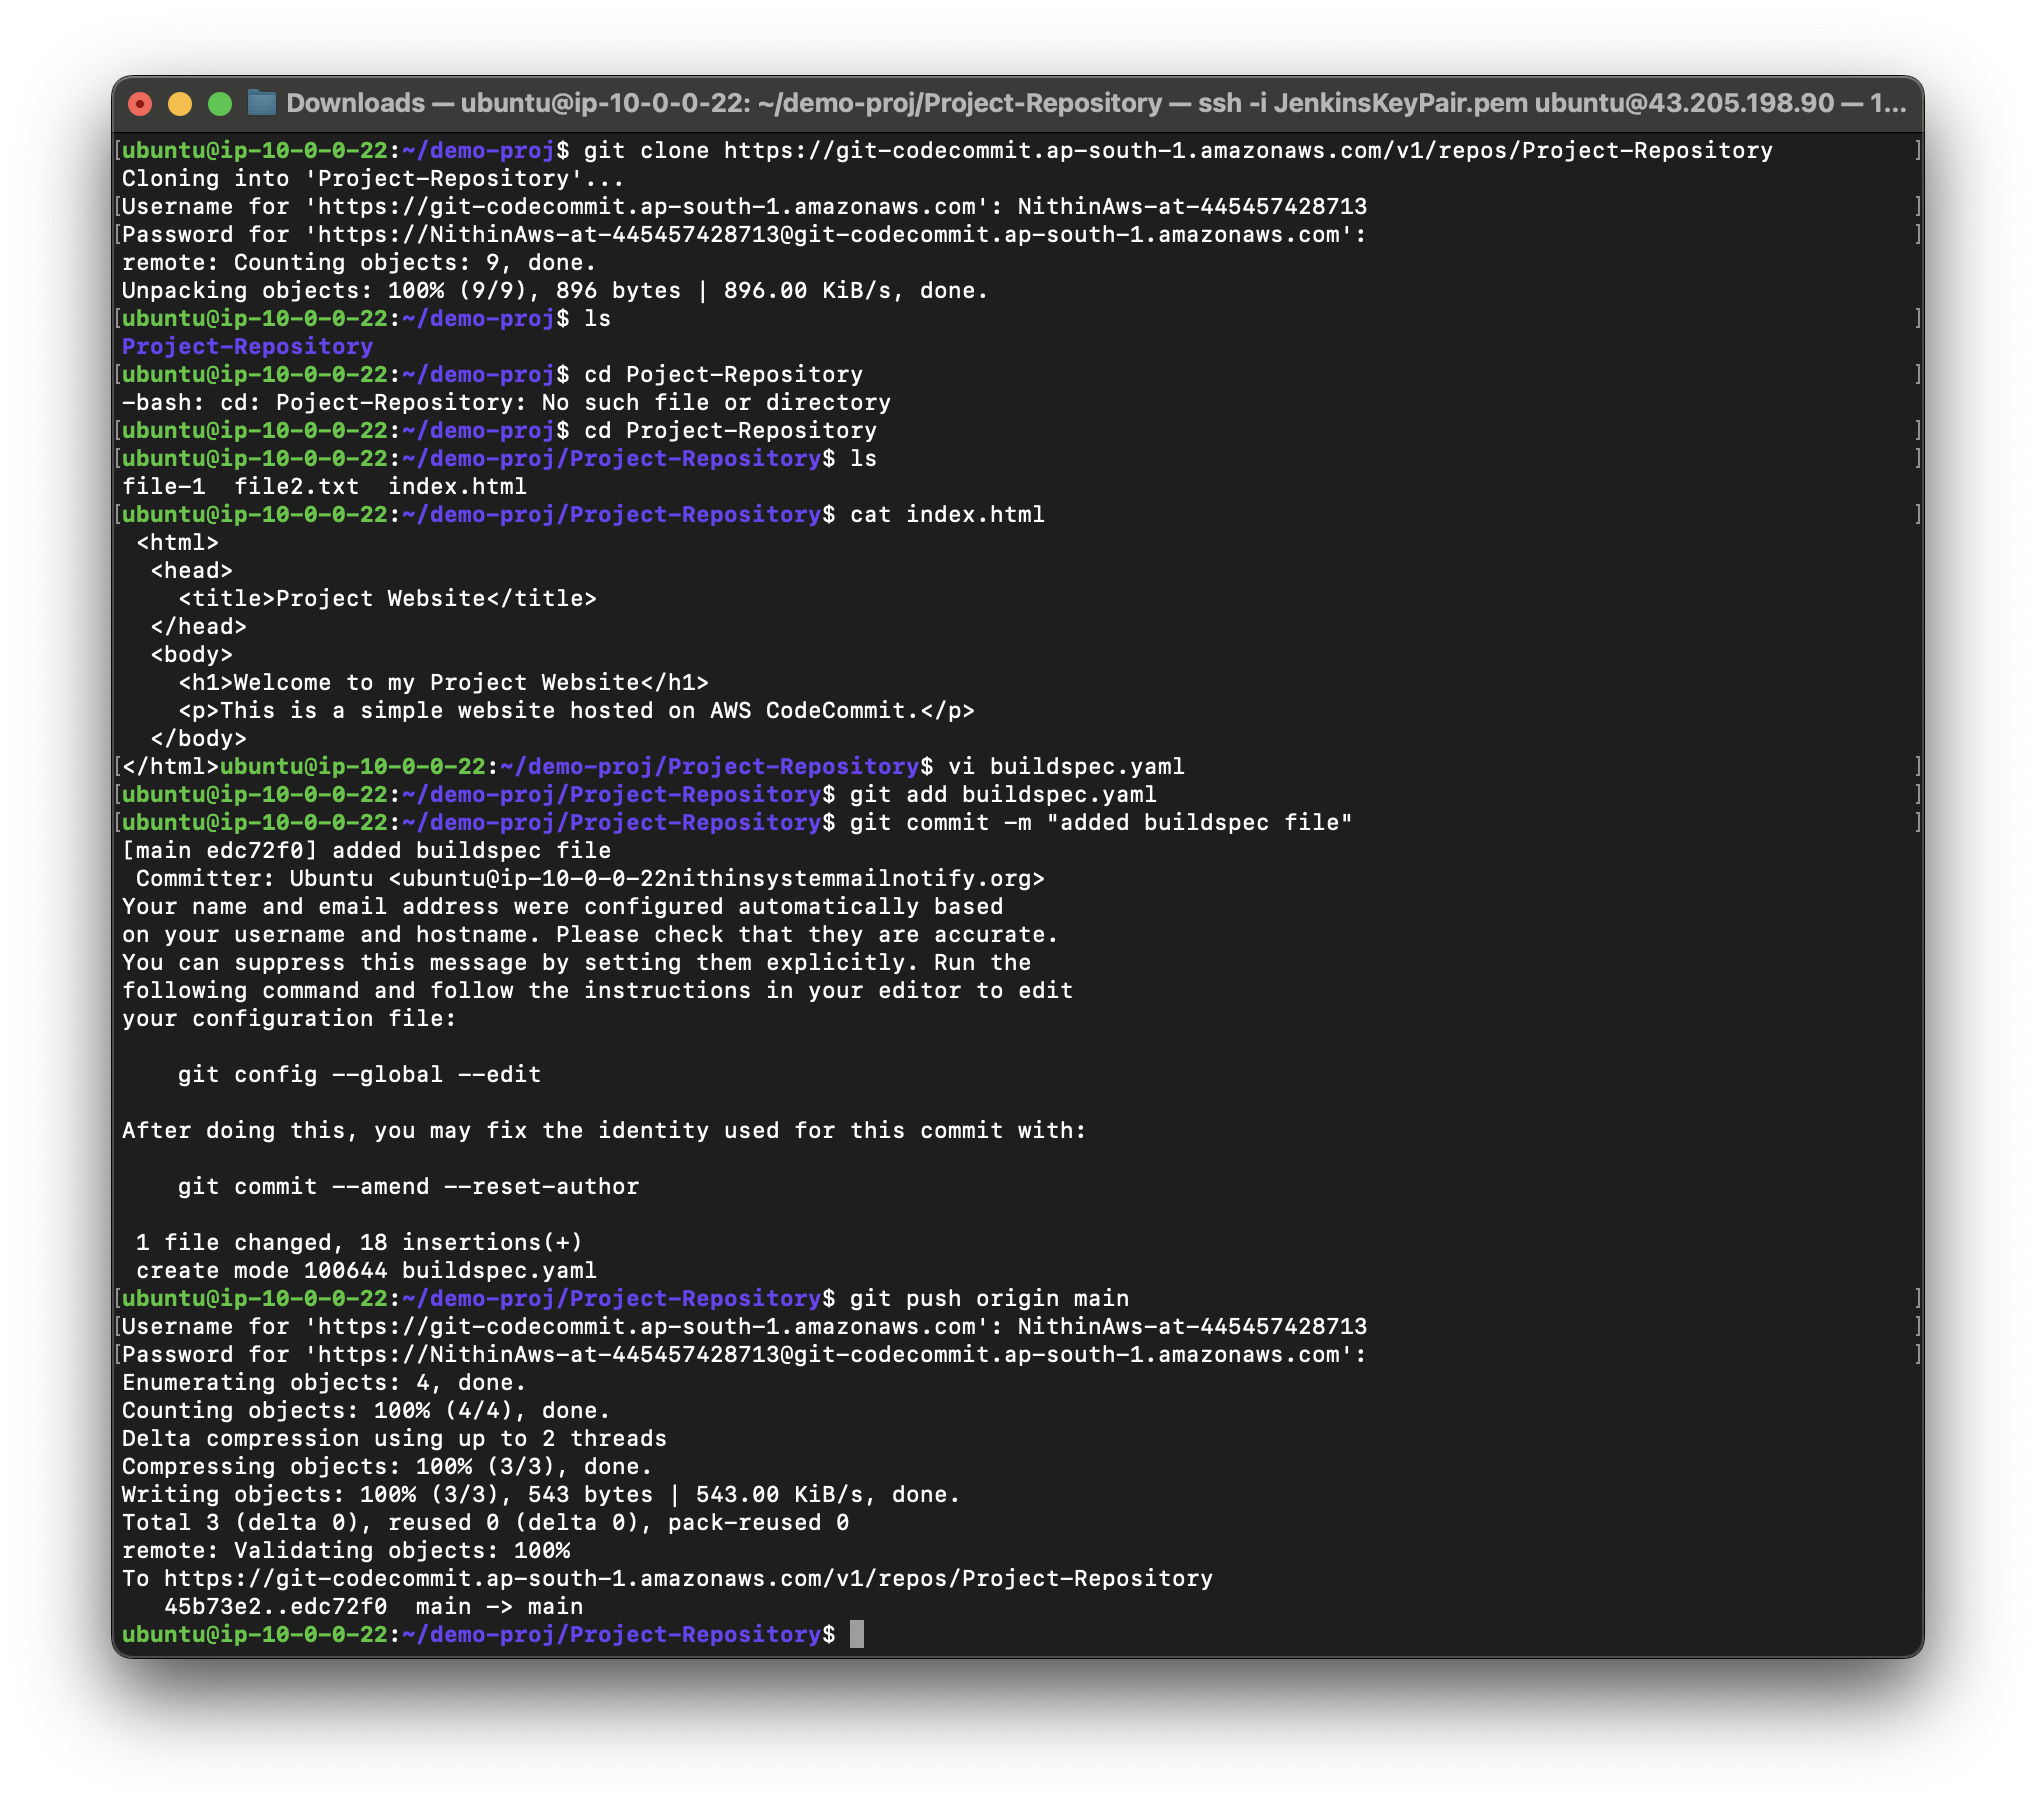 Downloads — ubuntu@ip-10-0-0-22: ~/demo-proj/Project-Repository — ssh -i JenkinsKeyPair.pem ubuntu@43.205.198.90 — 1...
[ubuntu@ip-10-0-0-22:~/demo-proj$ git clone https://git-codecommit.ap-south-1.amazonaws.com/v1/repos/Project-Repository ]
Cloning into 'Project-Repository'...
[Username for 'https://git-codecommit.ap-south-1.amazonaws.com': NithinAws-at-445457428713 ]
[Password for 'https://NithinAws-at-445457428713@git-codecommit.ap-south-1.amazonaws.com': ]
remote: Counting objects: 9, done.
Unpacking objects: 100% (9/9), 896 bytes | 896.00 KiB/s, done.
[ubuntu@ip-10-0-0-22:~/demo-proj$ ls ]
Project-Repository
[ubuntu@ip-10-0-0-22:~/demo-proj$ cd Poject-Repository ]
-bash: cd: Poject-Repository: No such file or directory
[ubuntu@ip-10-0-0-22:~/demo-proj$ cd Project-Repository ]
[ubuntu@ip-10-0-0-22:~/demo-proj/Project-Repository$ ls ]
file-1  file2.txt  index.html
[ubuntu@ip-10-0-0-22:~/demo-proj/Project-Repository$ cat index.html ]
 <html>
  <head>
    <title>Project Website</title>
  </head>
  <body>
    <h1>Welcome to my Project Website</h1>
    <p>This is a simple website hosted on AWS CodeCommit.</p>
  </body>
[</html>ubuntu@ip-10-0-0-22:~/demo-proj/Project-Repository$ vi buildspec.yaml ]
[ubuntu@ip-10-0-0-22:~/demo-proj/Project-Repository$ git add buildspec.yaml ]
[ubuntu@ip-10-0-0-22:~/demo-proj/Project-Repository$ git commit -m "added buildspec file" ]
[main edc72f0] added buildspec file
 Committer: Ubuntu <ubuntu@ip-10-0-0-22nithinsystemmailnotify.org>
Your name and email address were configured automatically based
on your username and hostname. Please check that they are accurate.
You can suppress this message by setting them explicitly. Run the
following command and follow the instructions in your editor to edit
your configuration file:
    git config --global --edit
After doing this, you may fix the identity used for this commit with:
    git commit --amend --reset-author
 1 file changed, 18 insertions(+)
 create mode 100644 buildspec.yaml
[ubuntu@ip-10-0-0-22:~/demo-proj/Project-Repository$ git push origin main ]
[Username for 'https://git-codecommit.ap-south-1.amazonaws.com': NithinAws-at-445457428713 ]
[Password for 'https://NithinAws-at-445457428713@git-codecommit.ap-south-1.amazonaws.com': ]
Enumerating objects: 4, done.
Counting objects: 100% (4/4), done.
Delta compression using up to 2 threads
Compressing objects: 100% (3/3), done.
Writing objects: 100% (3/3), 543 bytes | 543.00 KiB/s, done.
Total 3 (delta 0), reused 0 (delta 0), pack-reused 0
remote: Validating objects: 100%
To https://git-codecommit.ap-south-1.amazonaws.com/v1/repos/Project-Repository
   45b73e2..edc72f0  main -> main
ubuntu@ip-10-0-0-22:~/demo-proj/Project-Repository$